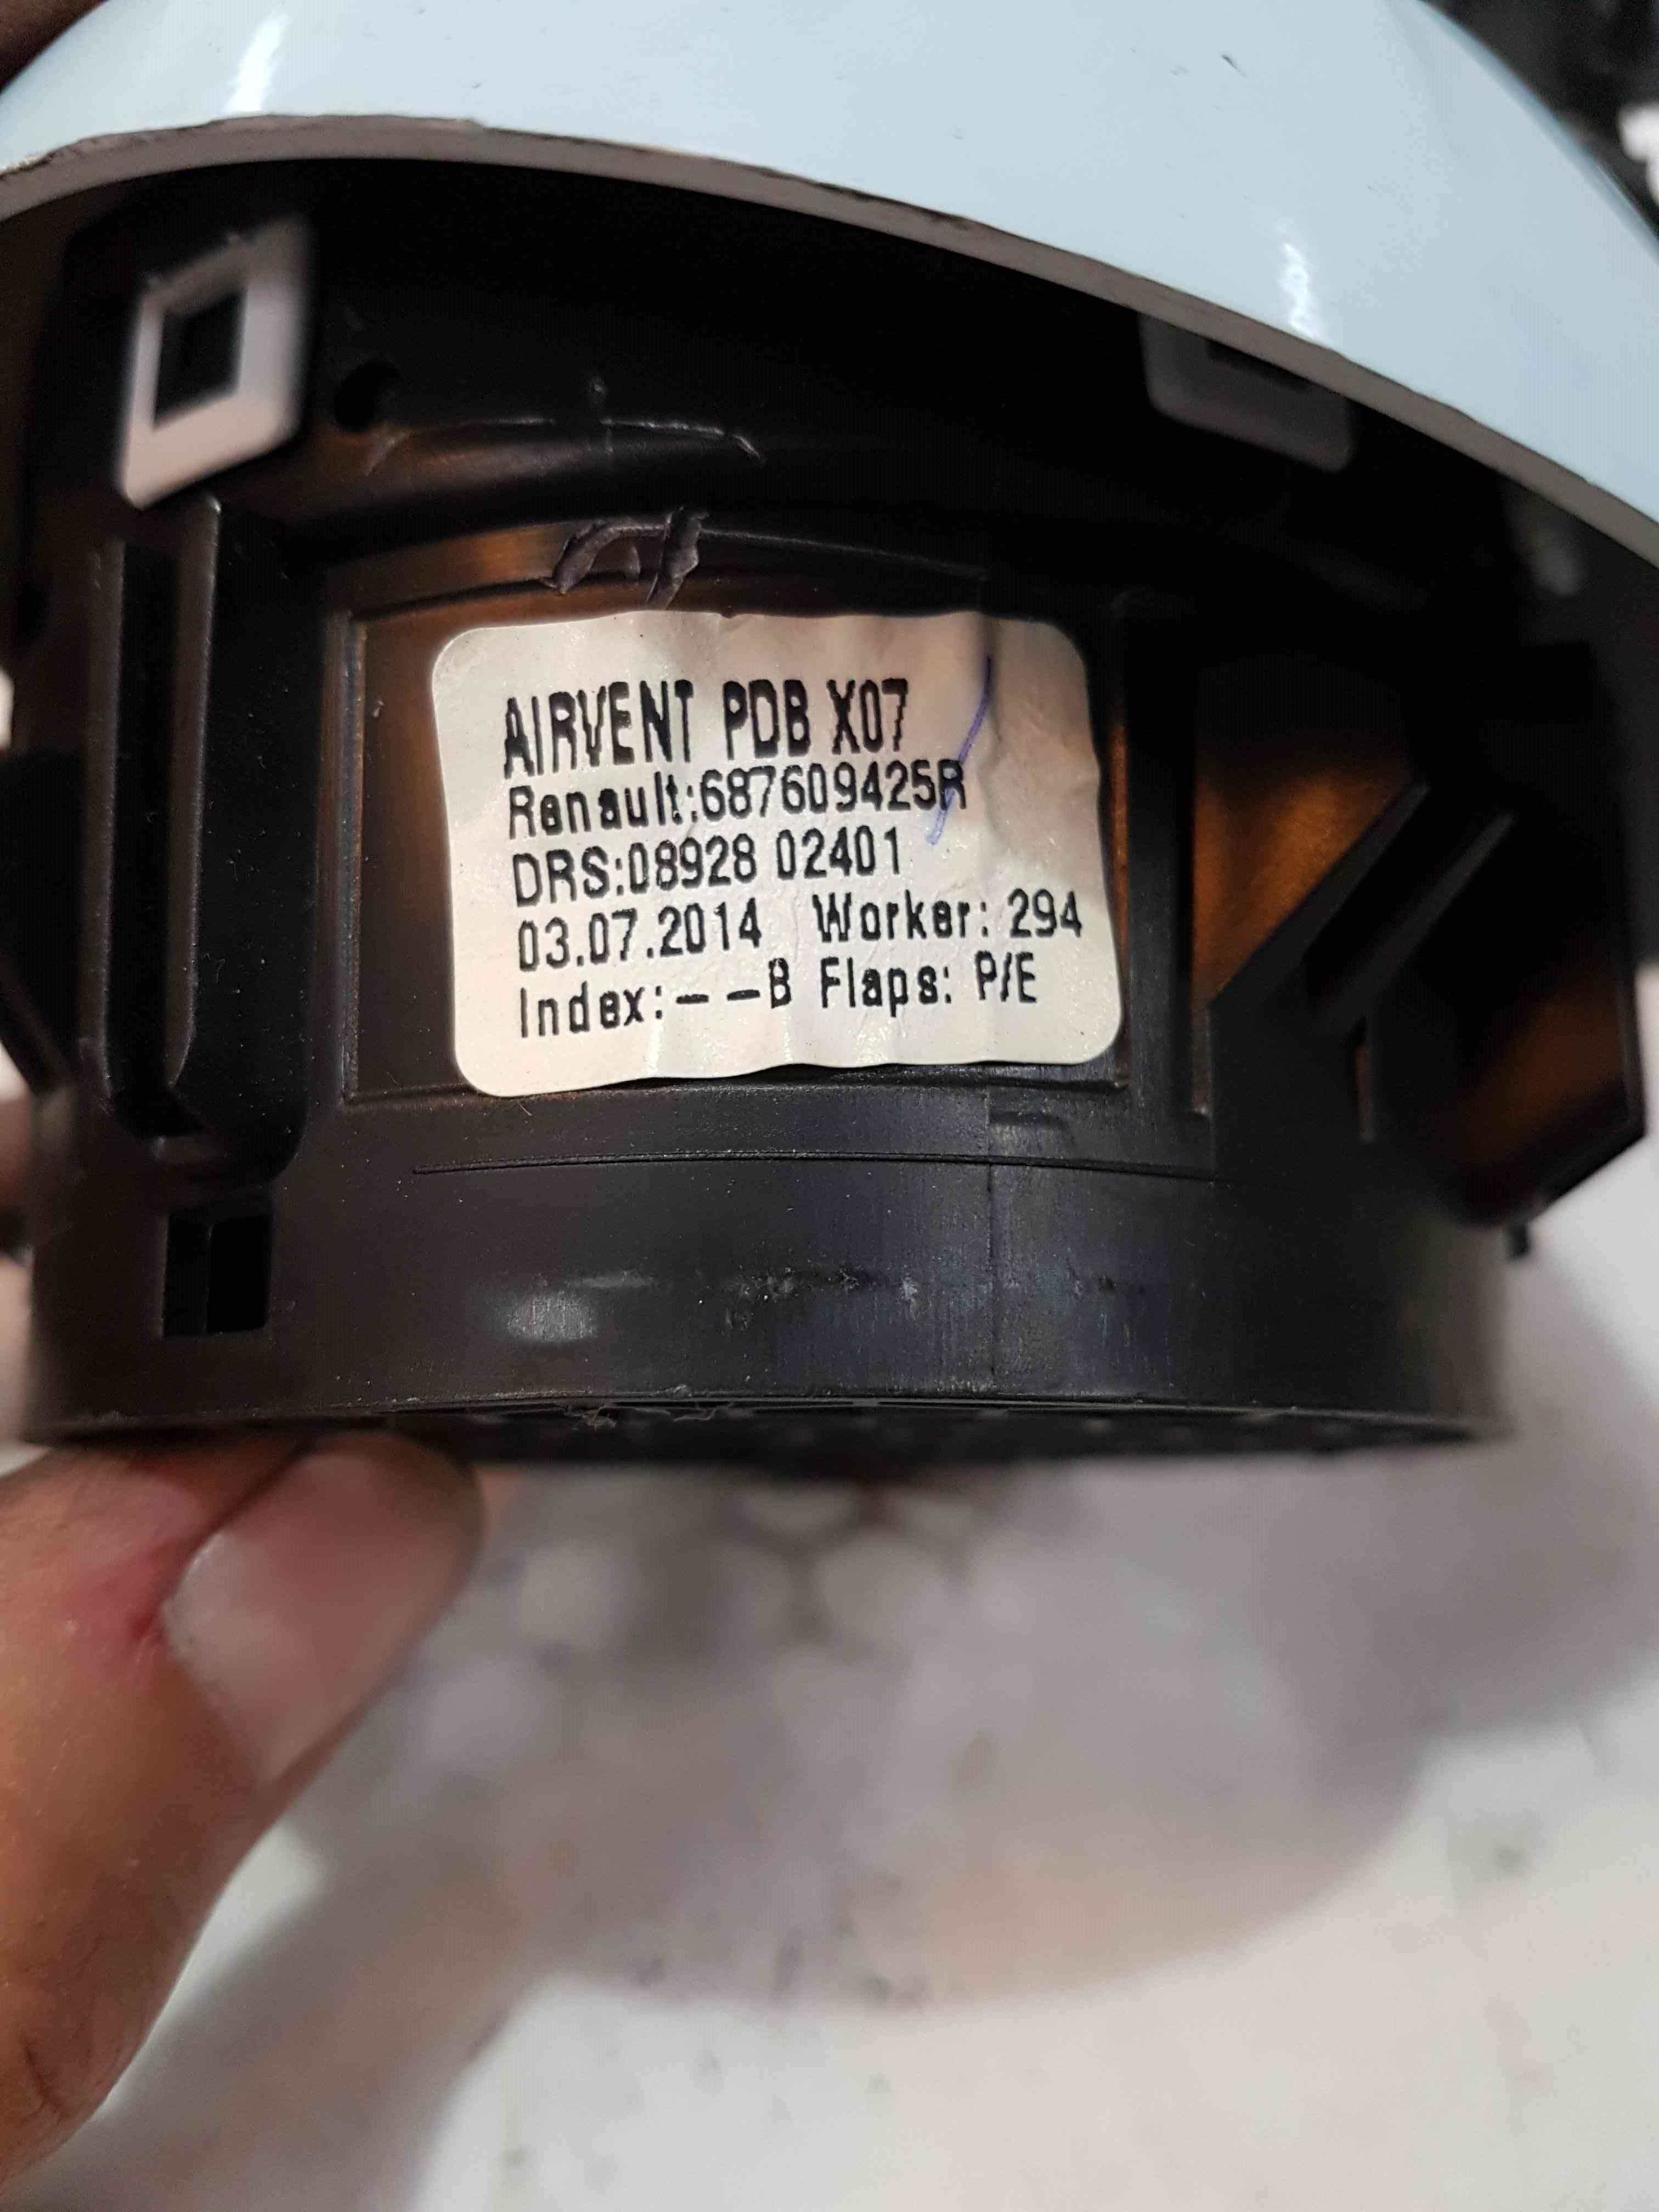 AIRVENT PDB X07
Renault:687609425R
DRS:08928 02401
03.07.2014 Worker: 294
Index:- -B Flaps: P/E